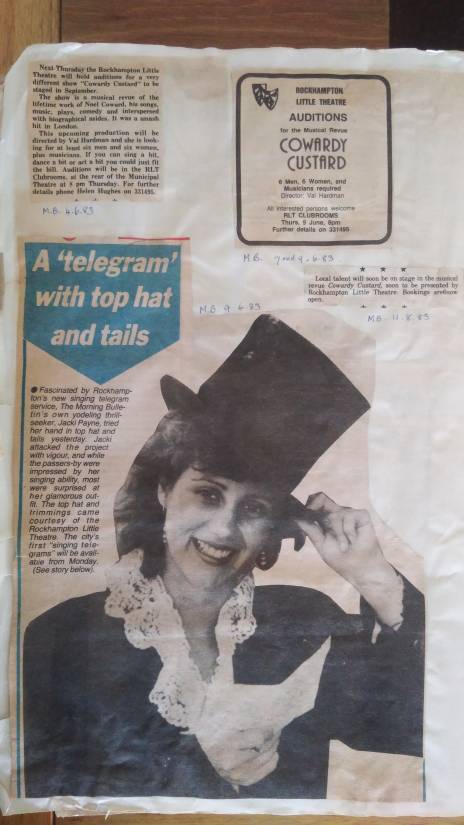 Next Thursday the Rockhampton Little
Theatre will hold auditions for a very
different show "Cowardy Custard" to be
staged in September.
The show is a musical revue of the
lifetime work of Noel Coward, his songs,
music, plays, comedy and interspersed
with biographical asides. It was a smash
hit in London.
This upcoming production will be
directed by Val Hardman and she is look-
ing for at least six men and six women,
plus musicians. If you can sing a bit,
dance a bit or act a bit you could just fit
the bill. Auditions will be in the RLT
Clubrooms, at the rear of the Municipal
Theatre at 8 pm Thursday. For further
details phone Helen Hughes on 331495.
M.B. 4.6.83
ROCKHAMPTON
LITTLE THEATRE
AUDITIONS
for the Musical Revue
COWARDY
CUSTARD
6 Men, 6 Women, and
Musicians required
Director: Val Hardman
All interested persons welcome
RLT CLUBROOMS
Thurs, 9 June, 8pm
Further details on 331495
M.B. 7 and 9.6.83
Local talent will soon be on stage in the musical
revue Cowardy Custard, soon to be presented by
Rockhampton Little Theatre. Bookings are now
open.
M.B. 11.8.83
M.B. 9.6.83
A 'telegram'
with top hat
and tails
● Fascinated by Rockhamp-
ton's new singing telegram
service, The Morning Bulle-
tin's own yodeling thrill-
seeker, Jacki Payne, tried
her hand in top hat and
tails yesterday. Jacki
attacked the project
with vigour, and while
the passers-by were
impressed by her
singing ability, most
were surprised at
her glamorous out-
fit. The top hat and
trimmings came
courtesy of the
Rockhampton Little
Theatre. The city's
first "singing tele-
grams" will be avail-
able from Monday.
(See story below).